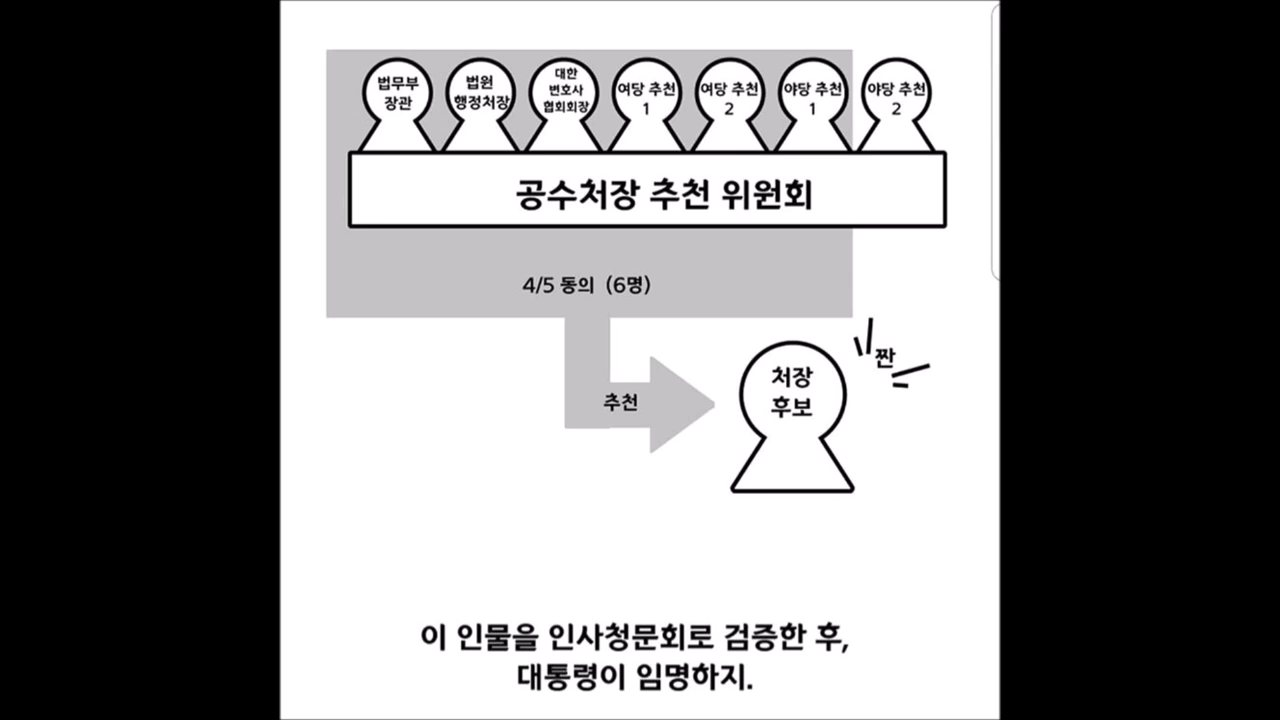 법무부
장관
법원
행정처장
대한
변호사
협회회장
여당 추천
1
여당 추천
2
야당 추천
1
야당 추천
2
공수처장 추천 위원회
4/5 동의 (6명)
추천
짠
처장
후보
이 인물을 인사청문회로 검증한 후,
대통령이 임명하지.